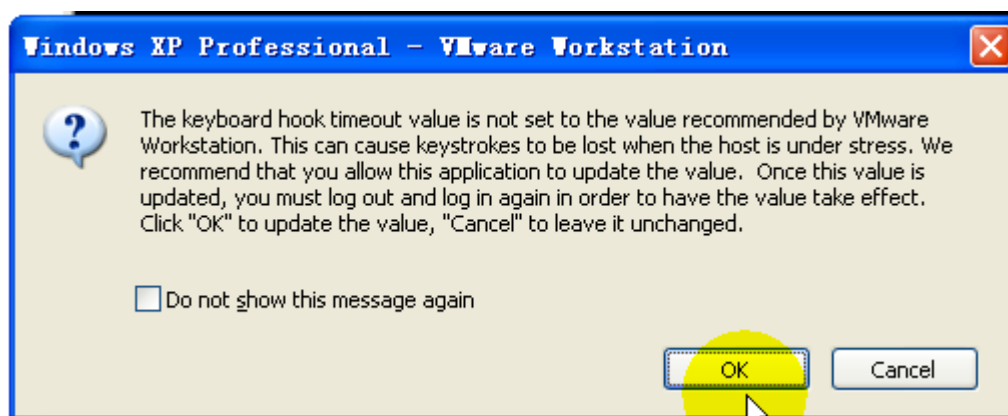 Windows XP Professional - VMware Workstation
The keyboard hook timeout value is not set to the value recommended by VMware
Workstation. This can cause keystrokes to be lost when the host is under stress. We
recommend that you allow this application to update the value.  Once this value is
updated, you must log out and log in again in order to have the value take effect.
Click "OK" to update the value, "Cancel" to leave it unchanged.
Do not show this message again
OK Cancel